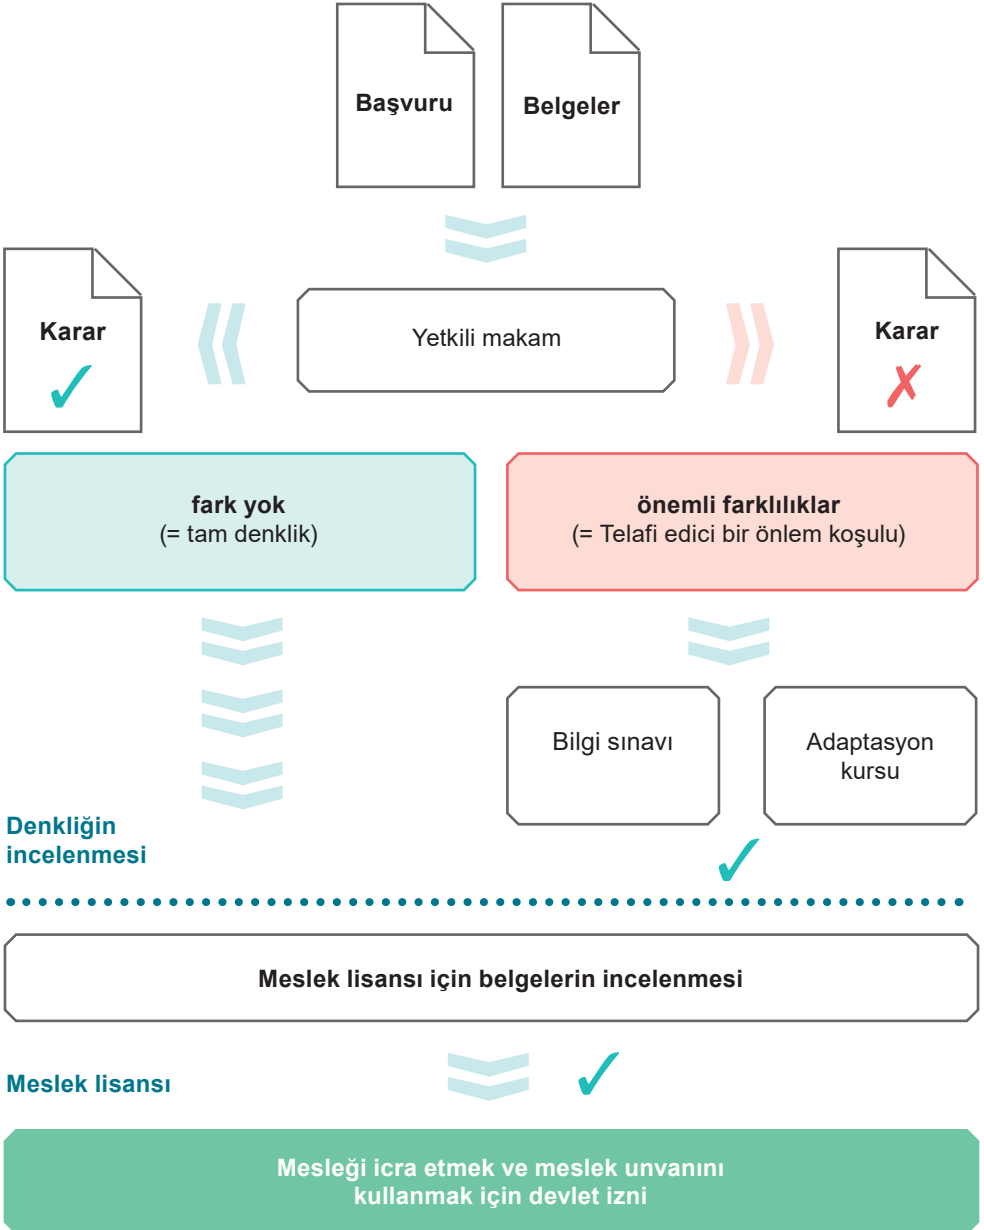 Başvuru
Belgeler
Karar
Yetkili makam
Karar
fark yok
(= tam denklik)
önemli farklılıklar
(= Telafi edici bir önlem koşulu)
Bilgi sınavı
Adaptasyon
kursu
Denkliğin
incelenmesi
Meslek lisansı için belgelerin incelenmesi
Meslek lisansı
Mesleği icra etmek ve meslek unvanını
kullanmak için devlet izni